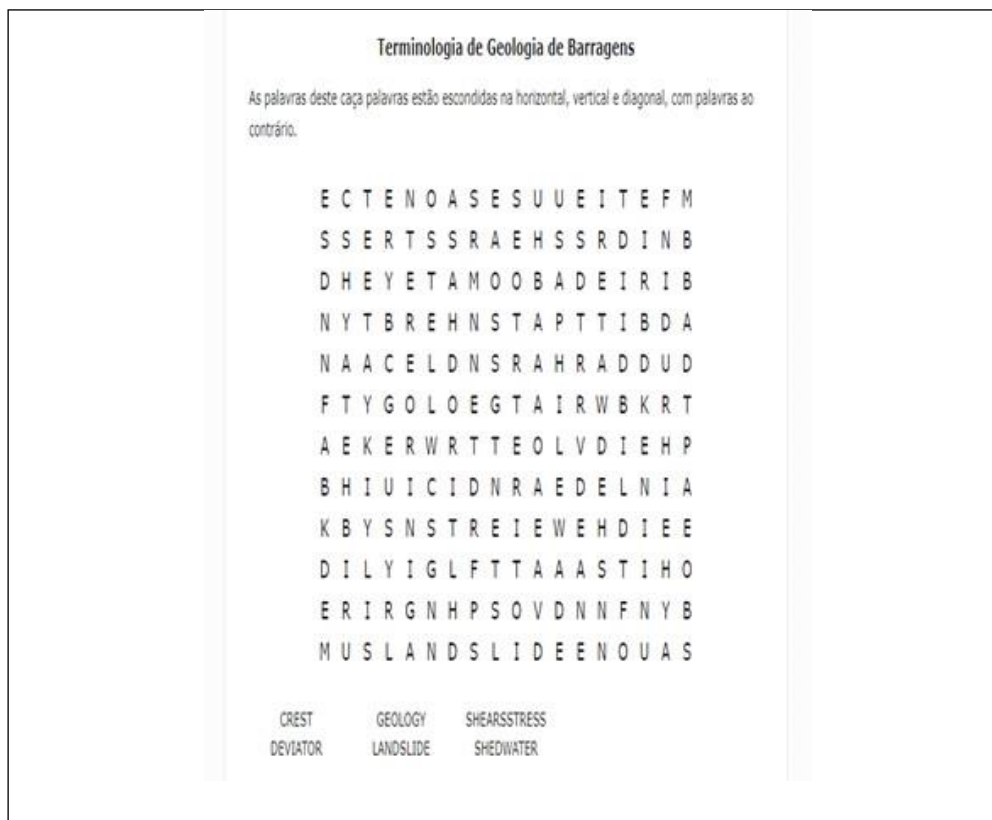 Terminologia de Geologia de Barragens
As palavras deste caça palavras estão escondidas na horizontal, vertical e diagonal, com palavras ao
contrário.
E C T E N O A S E S U U E I T E F M
S S E R T S S R A E H S S R D I N B
D H E Y E T A M O O B A D E I R I B
N Y T B R E H N S T A P T T I B D A
N A A C E L D N S R A H R A D D U D
F T Y G O L O E G T A I R W B K R T
A E K E R W R T T E O L V D I E H P
B H I U I C I D N R A E D E L N I A
K B Y S N S T R E I E W E H D I E E
D I L Y I G L F T T A A A S T I H O
E R I R G N H P S O V D N N F N Y B
M U S L A N D S L I D E E N O U A S
CREST GEOLOGY SHEARSSTRESS
DEVIATOR LANDSLIDE SHEDWATER